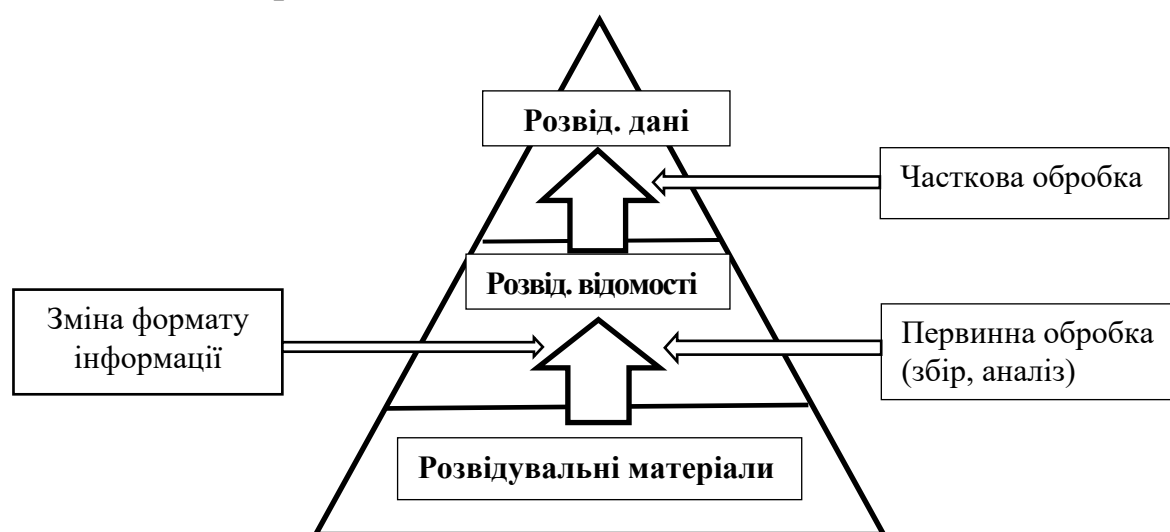 Розвід. дані
Часткова обробка
Розвід. відомості
Зміна формату
інформації
Первинна обробка
(збір, аналіз)
Розвідувальні матеріали